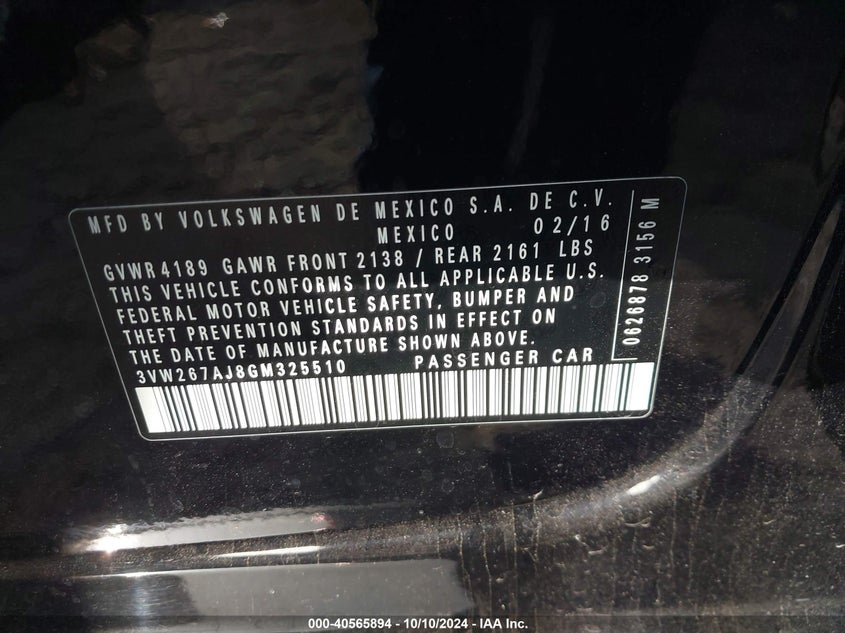 MFD BY VOLKSWAGEN DE MEXICO S.A. DE C.V.
MEXICO 02/16
GVWR 4189 GAWR FRONT 2138 / REAR 2161 LBS
THIS VEHICLE CONFORMS TO ALL APPLICABLE U.S.
FEDERAL MOTOR VEHICLE SAFETY, BUMPER AND
THEFT PREVENTION STANDARDS IN EFFECT ON
THE DATE OF MANUFACTURE SHOWN ABOVE.
3VW267AJ8GM325510 PASSENGER CAR
0626878 3156 M
000-40565894 - 10/10/2024 - IAA Inc.